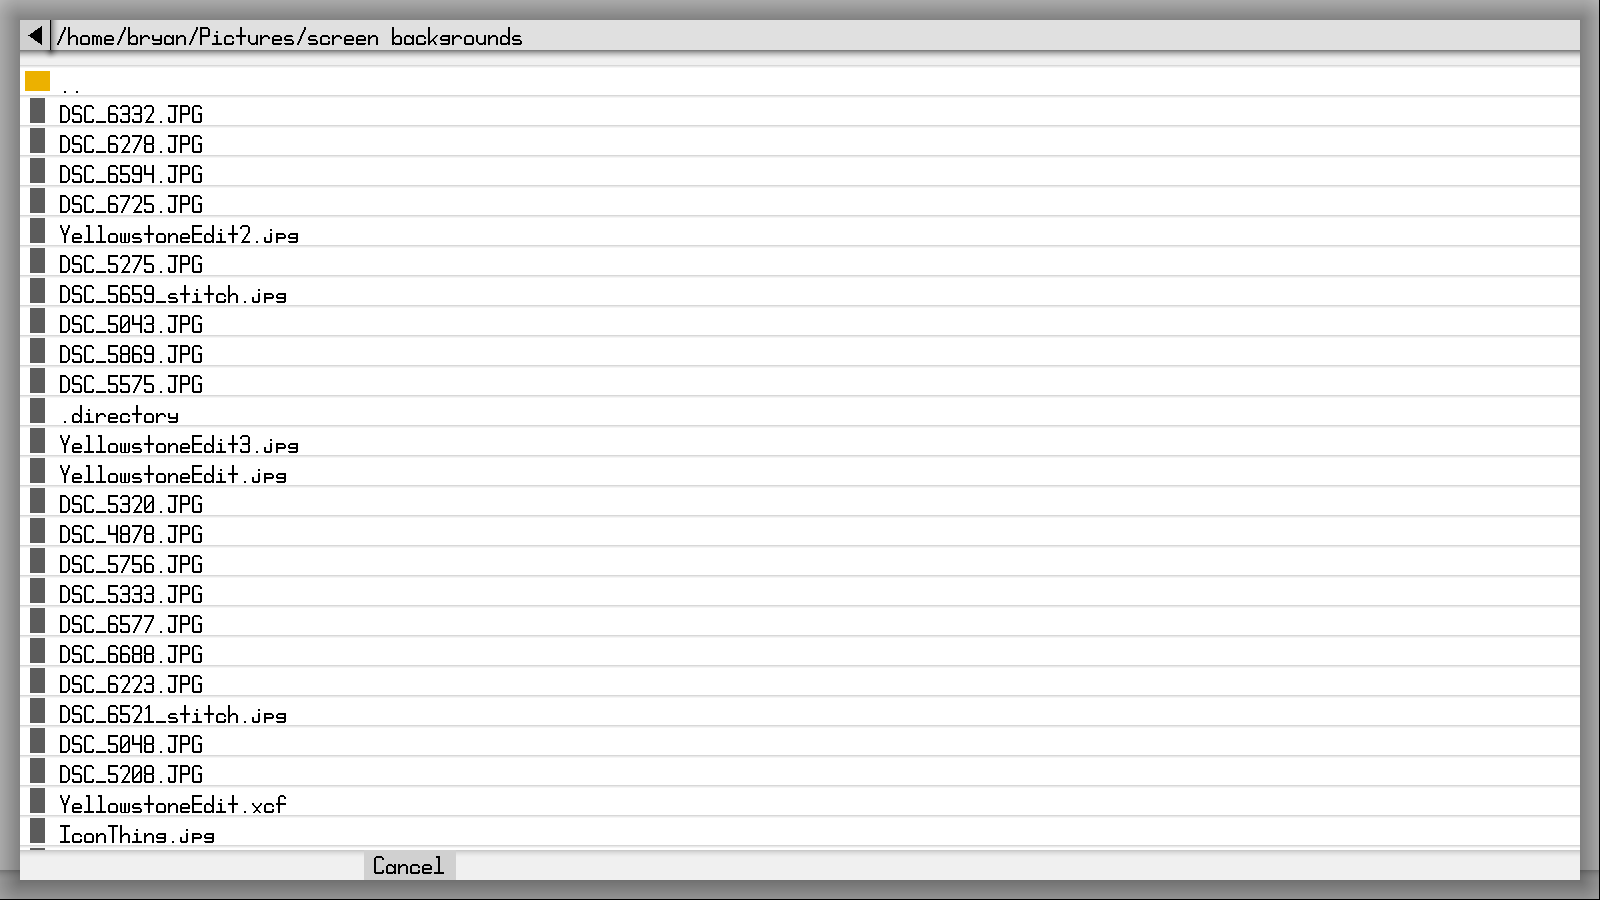 /home/bryan/Pictures/screen backgrounds
..
DSC_6332.JPG
DSC_6278.JPG
DSC_6594.JPG
DSC_6725.JPG
YellowstoneEdit2.jpg
DSC_5275.JPG
DSC_5659_stitch.jpg
DSC_5043.JPG
DSC_5869.JPG
DSC_5575.JPG
.directory
YellowstoneEdit3.jpg
YellowstoneEdit.jpg
DSC_5320.JPG
DSC_4878.JPG
DSC_5756.JPG
DSC_5333.JPG
DSC_6577.JPG
DSC_6688.JPG
DSC_6223.JPG
DSC_6521_stitch.jpg
DSC_5048.JPG
DSC_5208.JPG
YellowstoneEdit.xcf
IconThing.jpg
Cancel